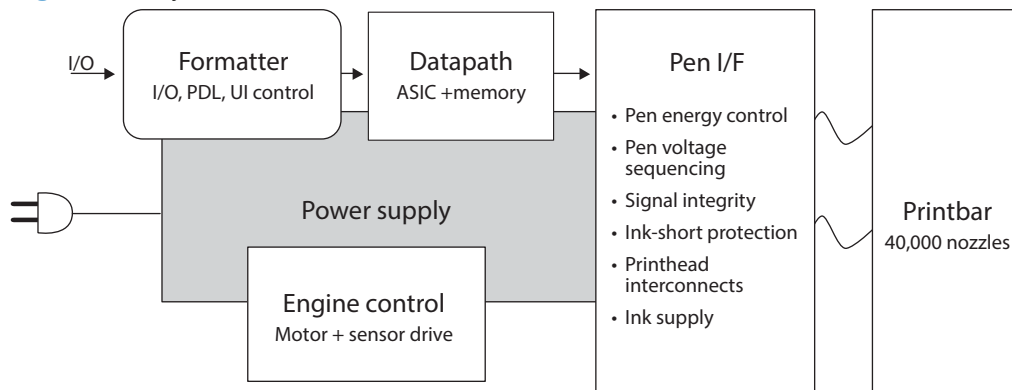 I/O
Formatter
I/O, PDL, UI control
Datapath
ASIC +memory
Pen I/F
• Pen energy control
• Pen voltage
sequencing
• Signal integrity
• Ink-short protection
• Printhead
interconnects
• Ink supply
Power supply
Engine control
Motor + sensor drive
Printbar
40,000 nozzles